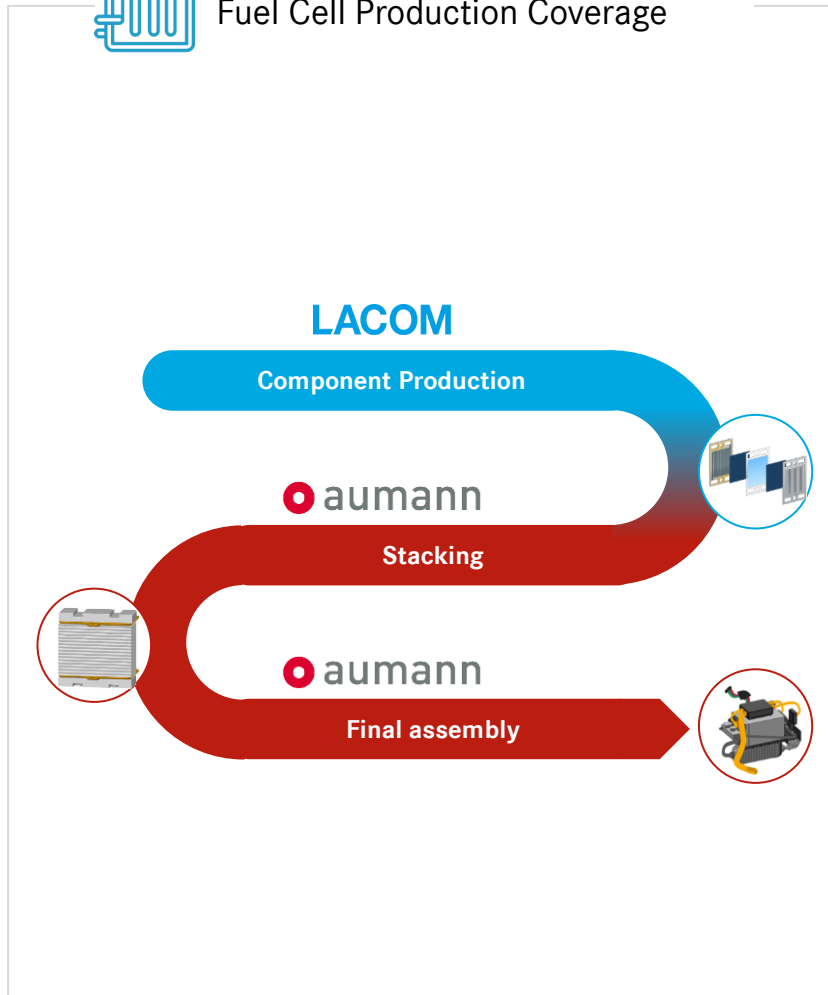 Fuel Cell Production Coverage
LACOM
Component Production
aumann
Stacking
aumann
Final assembly